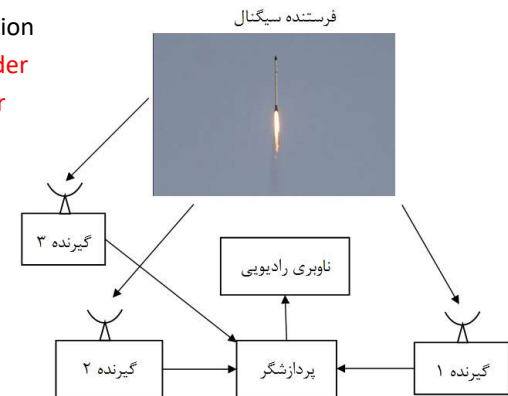 فرستنده سیگنال
ion
der
r
گیرنده ۳
ناوبری رادیویی
گیرنده ۲
پردازشگر
گیرنده ۱